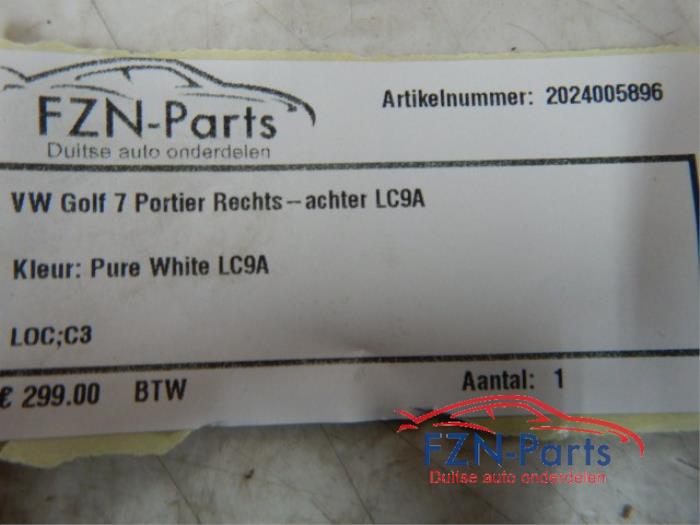 FZN-Parts
Duitse auto onderdelen
Artikelnummer: 2024005896
VW Golf 7 Portier Rechts-achter LC9A
Kleur: Pure White LC9A
LOC;C3
€ 299.00 BTW
Aantal: 1
FZN-Parts
Duitse auto onderdelen